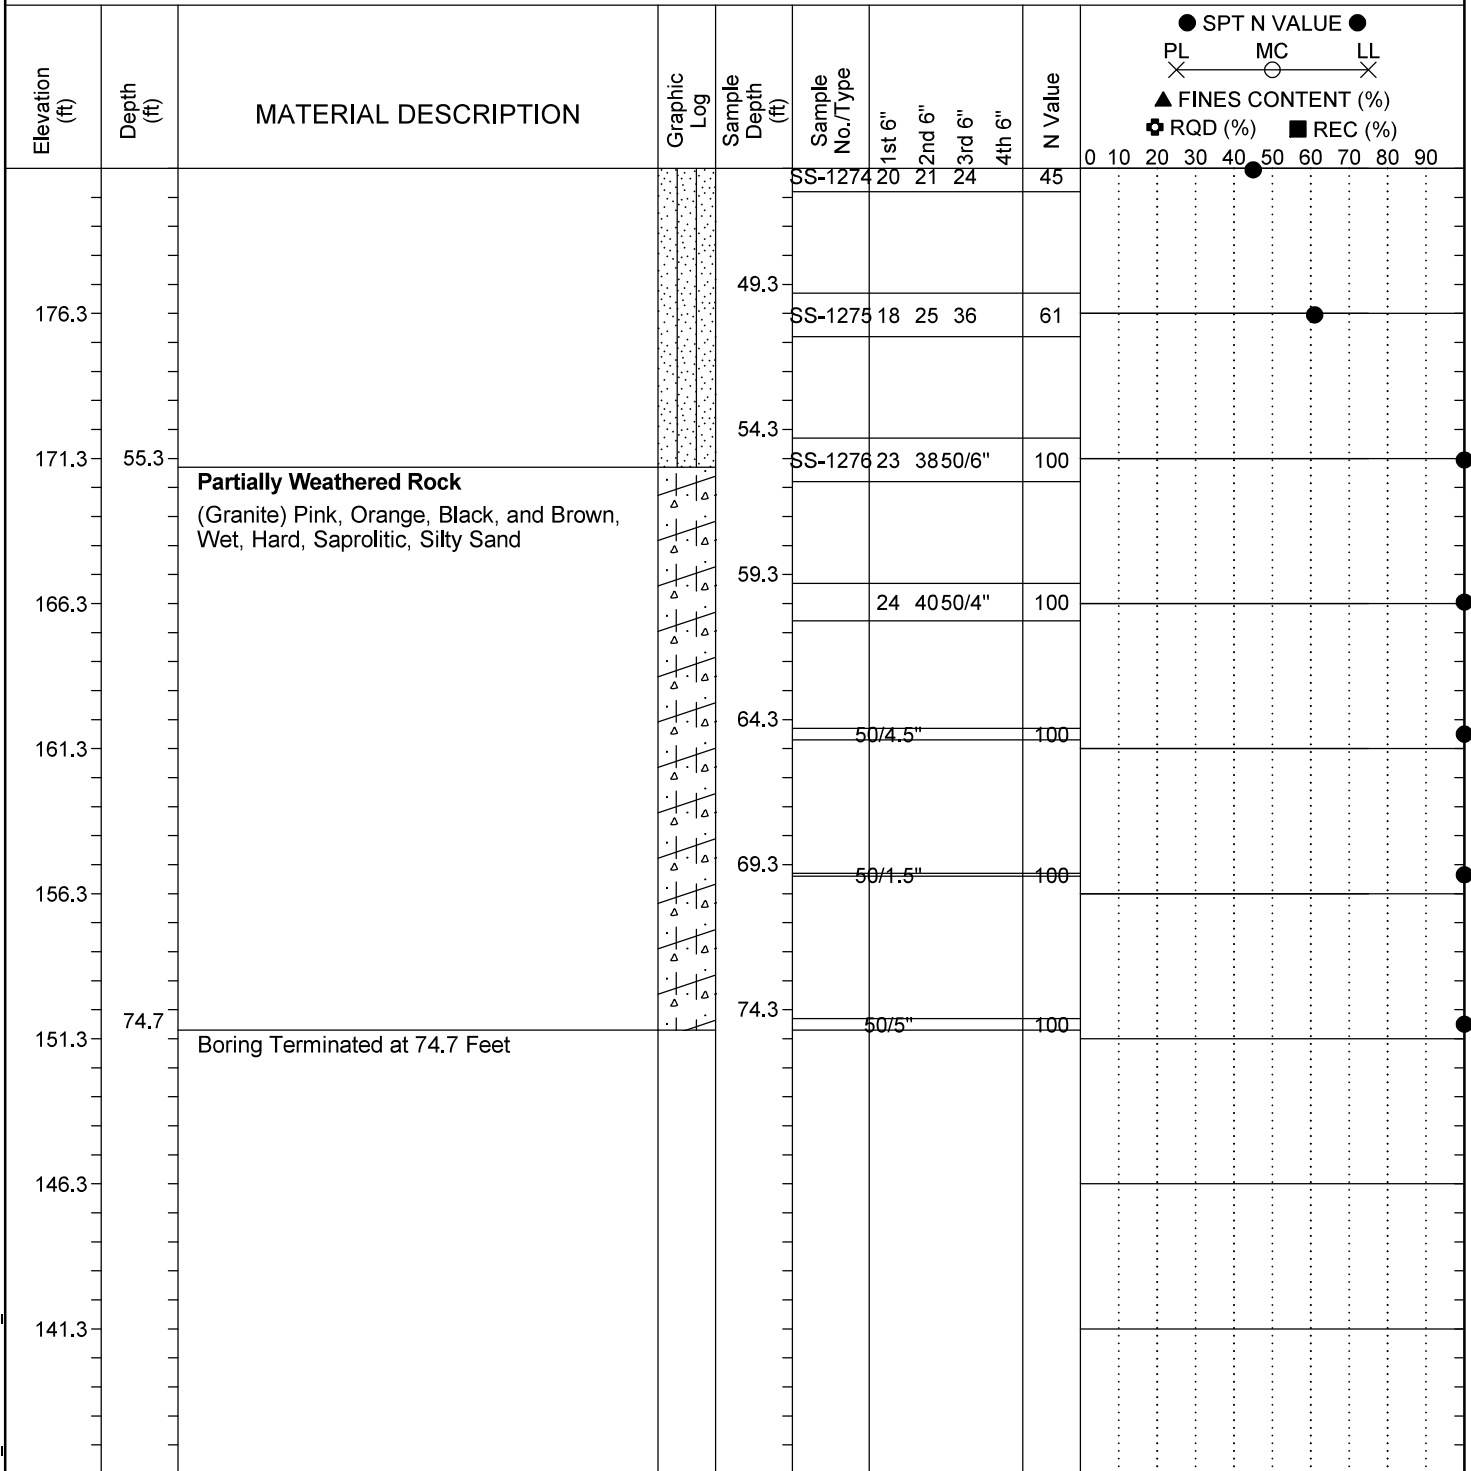 ● SPT N VALUE ●
PL MC LL
▲ FINES CONTENT (%)
RQD (%) ■ REC (%)
Elevation (ft)
Depth (ft)
MATERIAL DESCRIPTION
Graphic Log
Sample Depth (ft)
Sample No./Type
1st 6"
2nd 6"
3rd 6"
4th 6"
N Value
0 10 20 30 40 50 60 70 80 90
SS-1274 20 21 24 45
49.3
176.3 SS-1275 18 25 36 61
54.3
171.3 55.3 SS-1276 23 38 50/6" 100
Partially Weathered Rock
(Granite) Pink, Orange, Black, and Brown,
Wet, Hard, Saprolitic, Silty Sand
59.3
166.3 24 40 50/4" 100
64.3
50/4.5" 100
161.3
69.3
50/1.5" 100
156.3
74.3
74.7 50/5" 100
151.3
Boring Terminated at 74.7 Feet
146.3
141.3